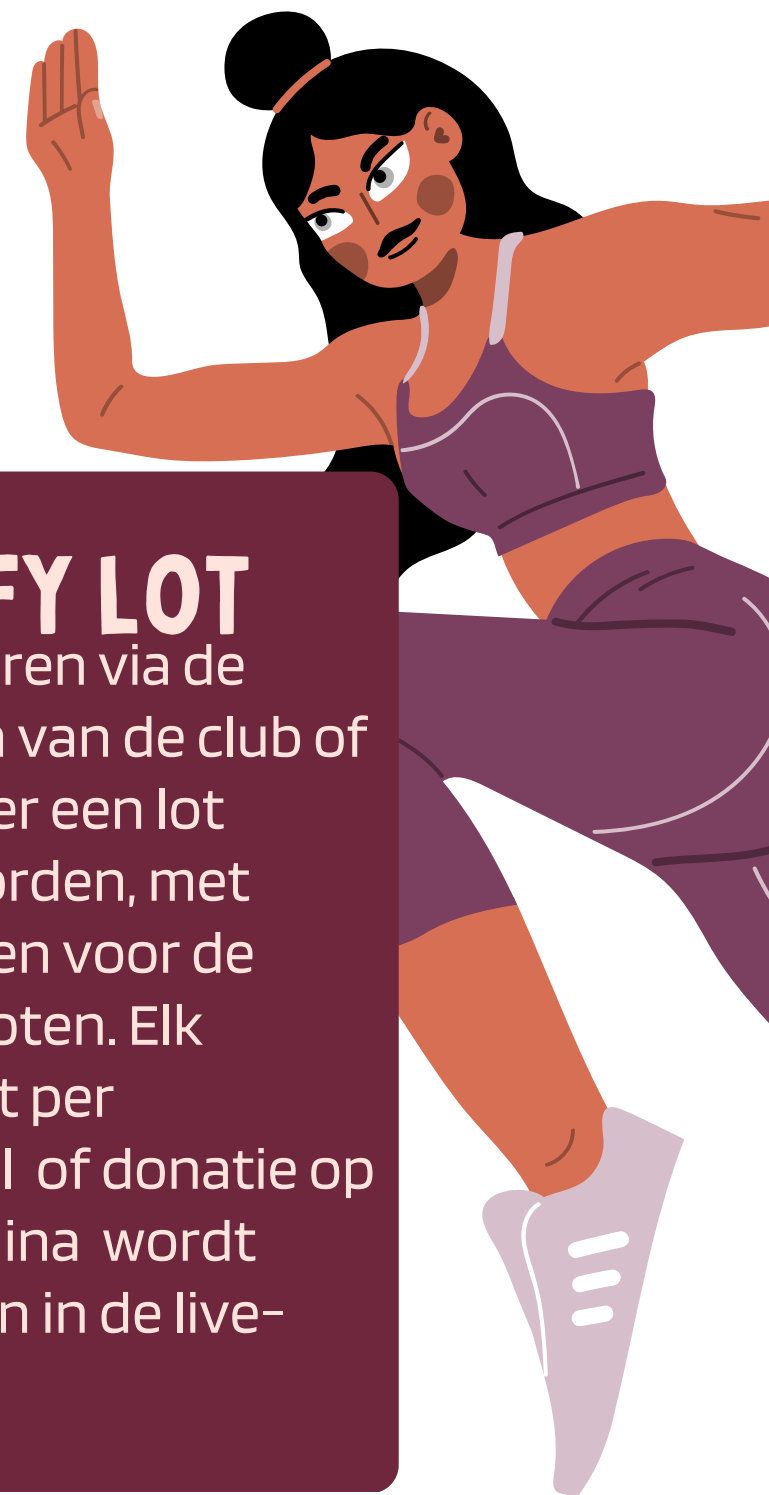 FY LOT
ren via de
van de club of
er een lot
orden, met
en voor de
oten. Elk
t per
l of donatie op
ina wordt
n in de live-